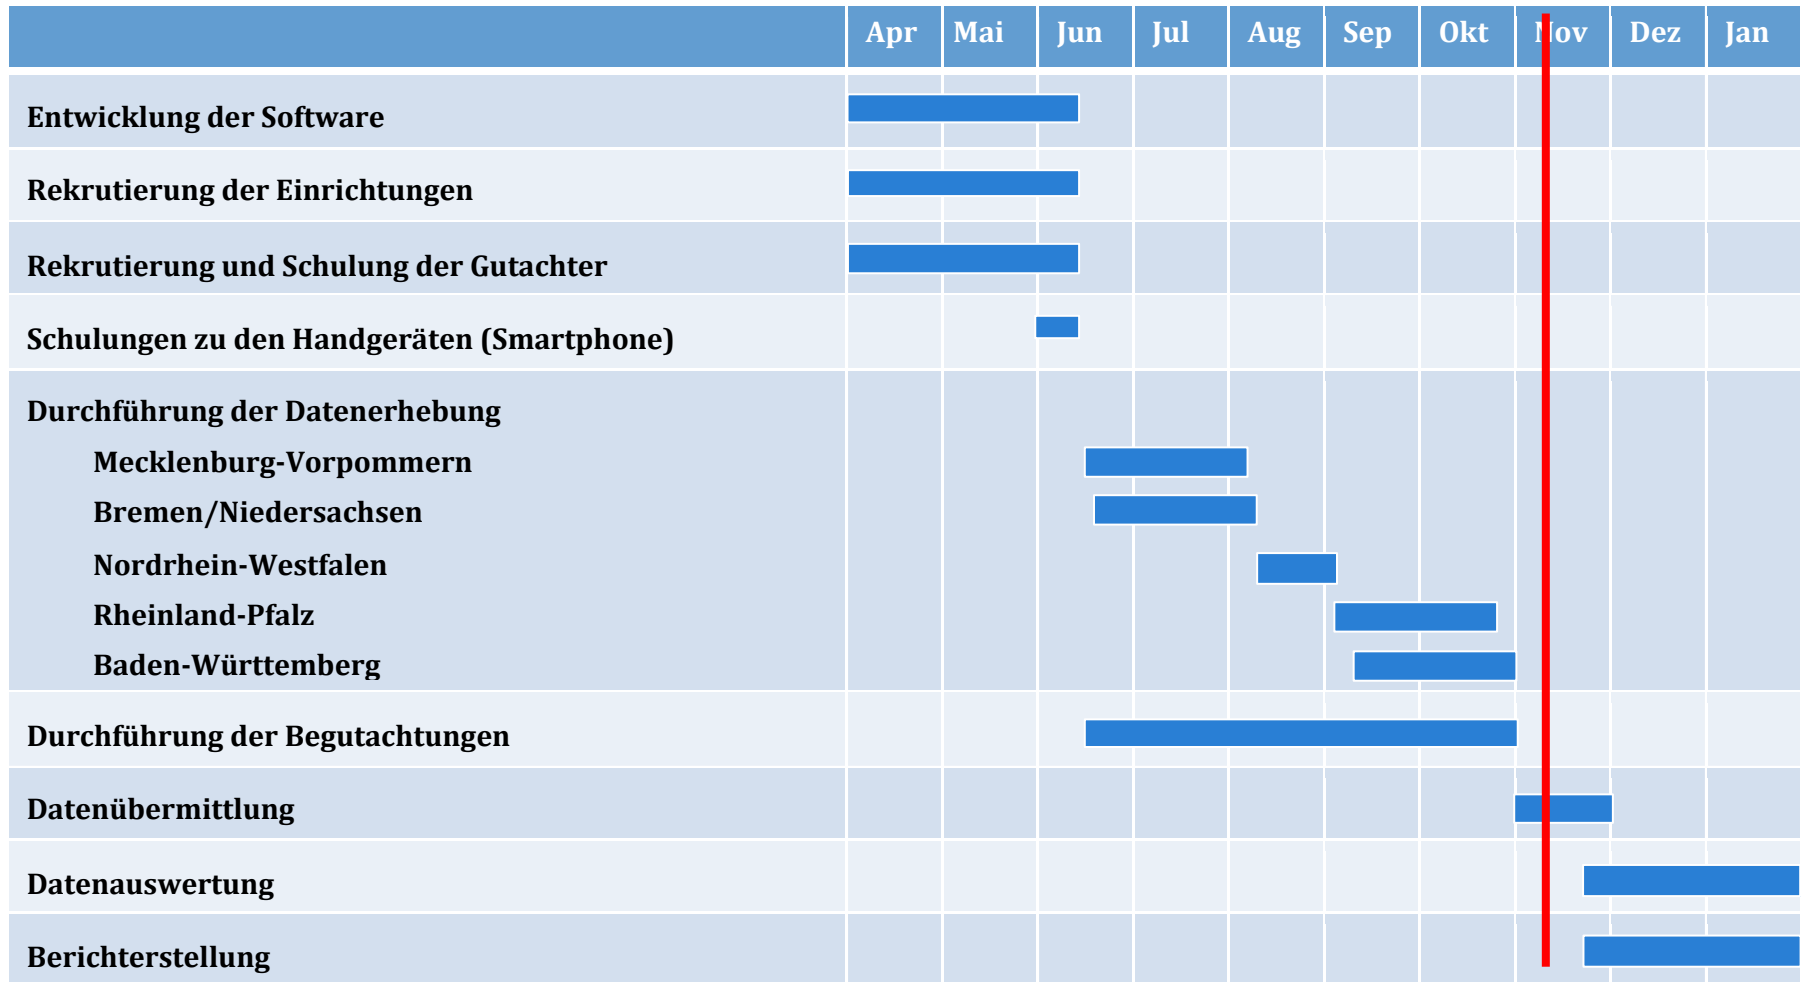 Apr Mai Jun Jul Aug Sep Okt Nov Dez Jan
Entwicklung der Software
Rekrutierung der Einrichtungen
Rekrutierung und Schulung der Gutachter
Schulungen zu den Handgeräten (Smartphone)
Durchführung der Datenerhebung
Mecklenburg-Vorpommern
Bremen/Niedersachsen
Nordrhein-Westfalen
Rheinland-Pfalz
Baden-Württemberg
Durchführung der Begutachtungen
Datenübermittlung
Datenauswertung
Berichterstellung